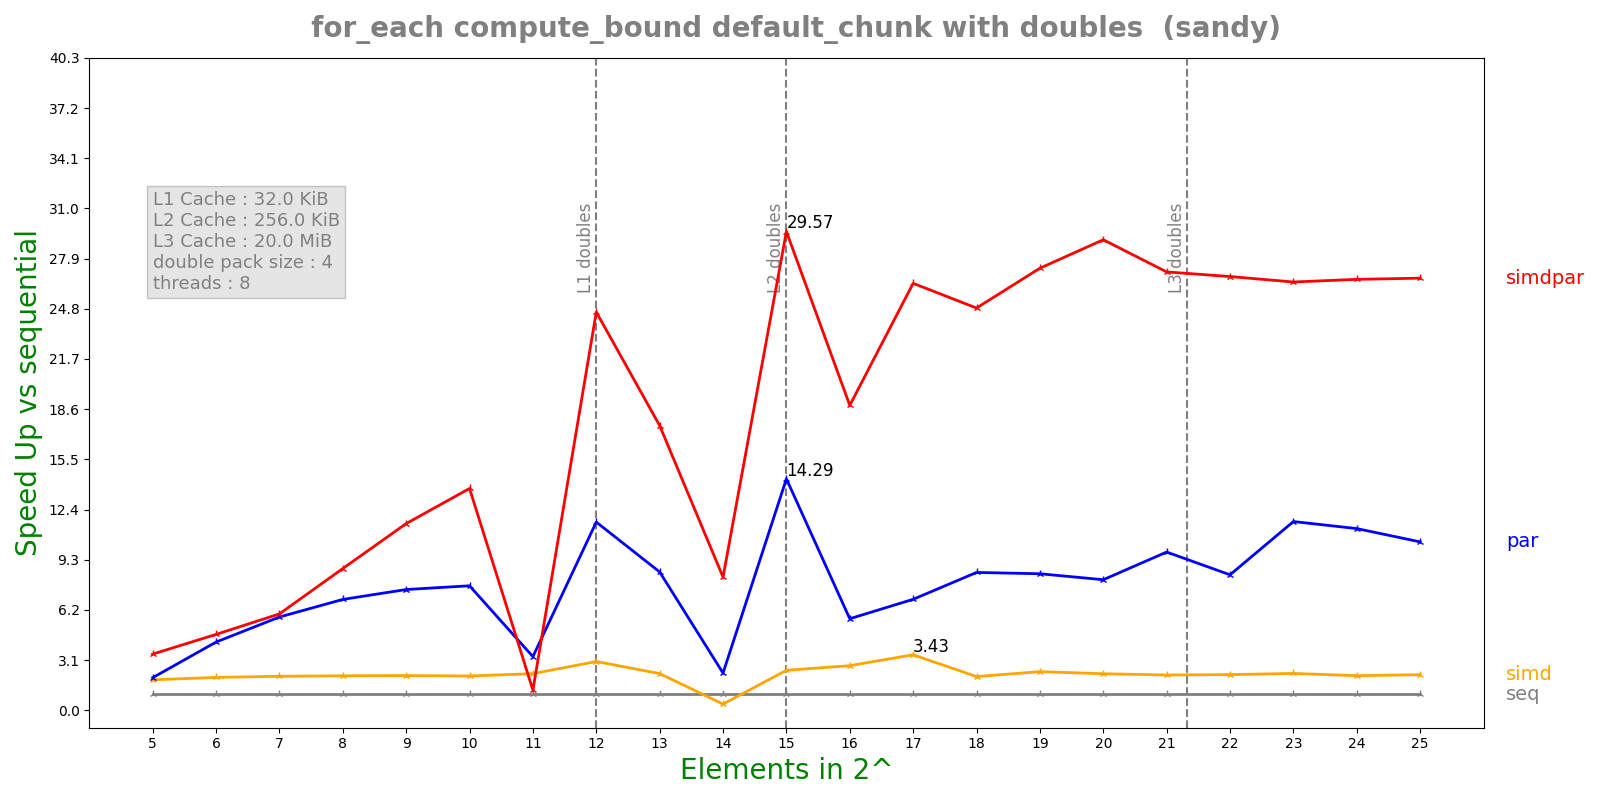 for_each compute_bound default_chunk with doubles (sandy)
40.3
37.2
34.1
31.0
27.9
24.8
21.7
18.6
15.5
12.4
9.3
6.2
3.1
0.0
Speed Up vs sequential
L1 Cache : 32.0 KiB
L2 Cache : 256.0 KiB
L3 Cache : 20.0 MiB
double pack size : 4
threads : 8
L1 doubles
L2 doubles
L3 doubles
29.57
14.29
3.43
simdpar
par
simd
seq
5 6 7 8 9 10 11 12 13 14 15 16 17 18 19 20 21 22 23 24 25
Elements in 2^